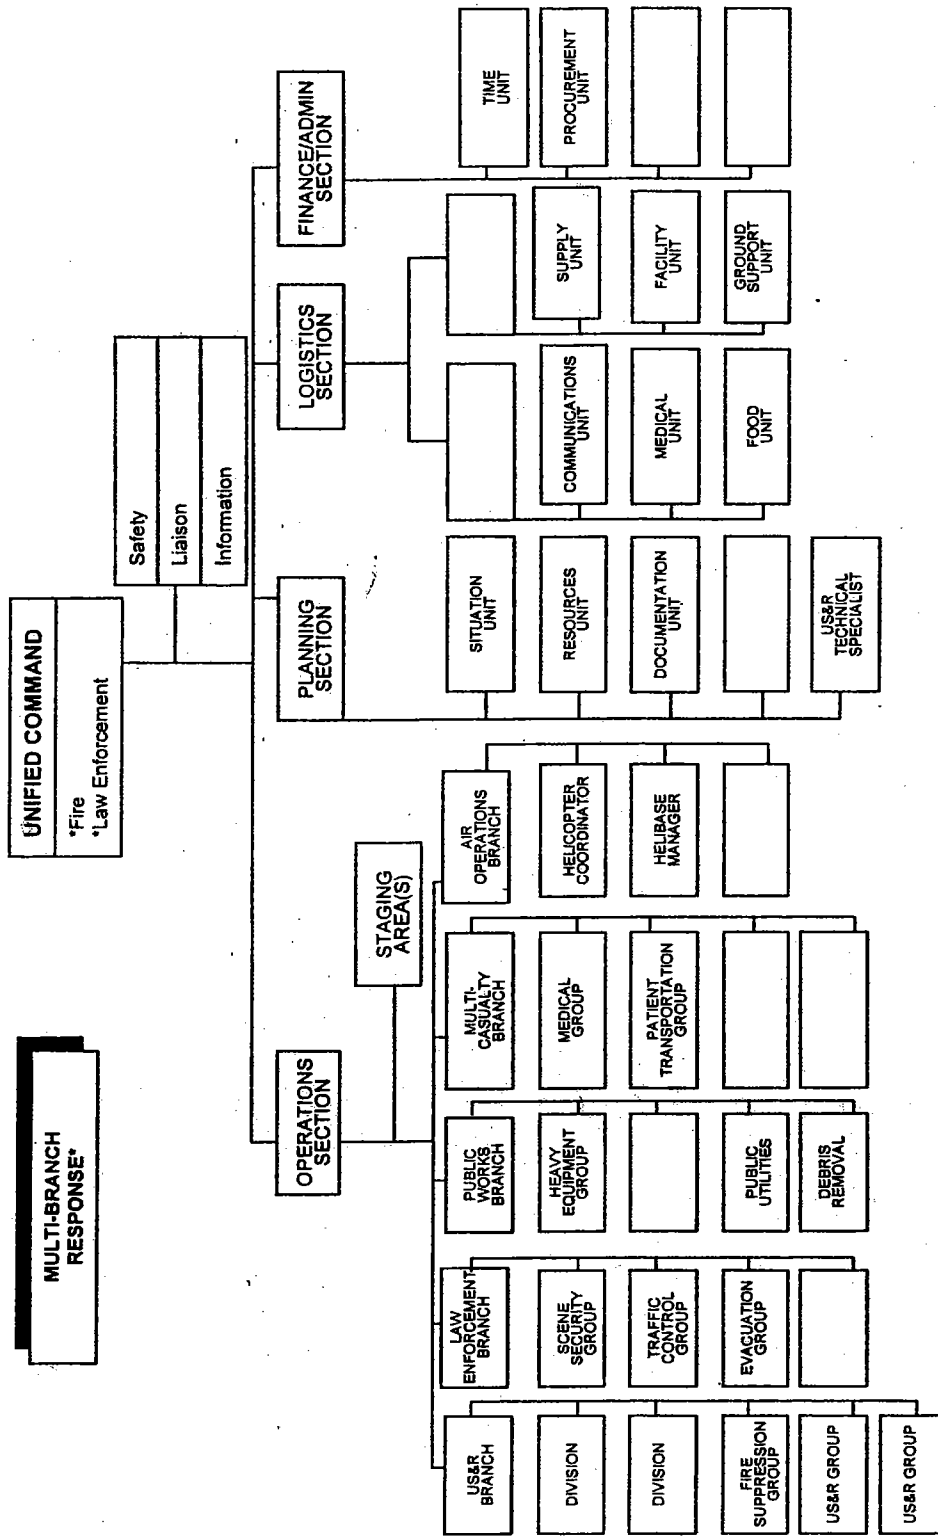 MULTI-BRANCH
RESPONSE*
UNIFIED COMMAND
*Fire
*Law Enforcement
Safety
Liaison
Information
OPERATIONS
SECTION
PLANNING
SECTION
LOGISTICS
SECTION
FINANCE/ADMIN
SECTION
STAGING
AREA(S)
US&R
BRANCH
DIVISION
DIVISION
FIRE
SUPPRESSION
GROUP
US&R GROUP
US&R GROUP
LAW
ENFORCEMENT
BRANCH
SCENE
SECURITY
GROUP
TRAFFIC
CONTROL
GROUP
EVACUATION
GROUP
PUBLIC
WORKS
BRANCH
HEAVY
EQUIPMENT
GROUP
PUBLIC
UTILITIES
DEBRIS
REMOVAL
MULTI-
CASUALTY
BRANCH
MEDICAL
GROUP
PATIENT
TRANSPORTATION
GROUP
AIR
OPERATIONS
BRANCH
HELICOPTER
COORDINATOR
HELIBASE
MANAGER
SITUATION
UNIT
RESOURCES
UNIT
DOCUMENTATION
UNIT
US&R
TECHNICAL
SPECIALIST
COMMUNICATIONS
UNIT
MEDICAL
UNIT
FOOD
UNIT
SUPPLY
UNIT
FACILITY
UNIT
GROUND
SUPPORT
UNIT
TIME
UNIT
PROCUREMENT
UNIT